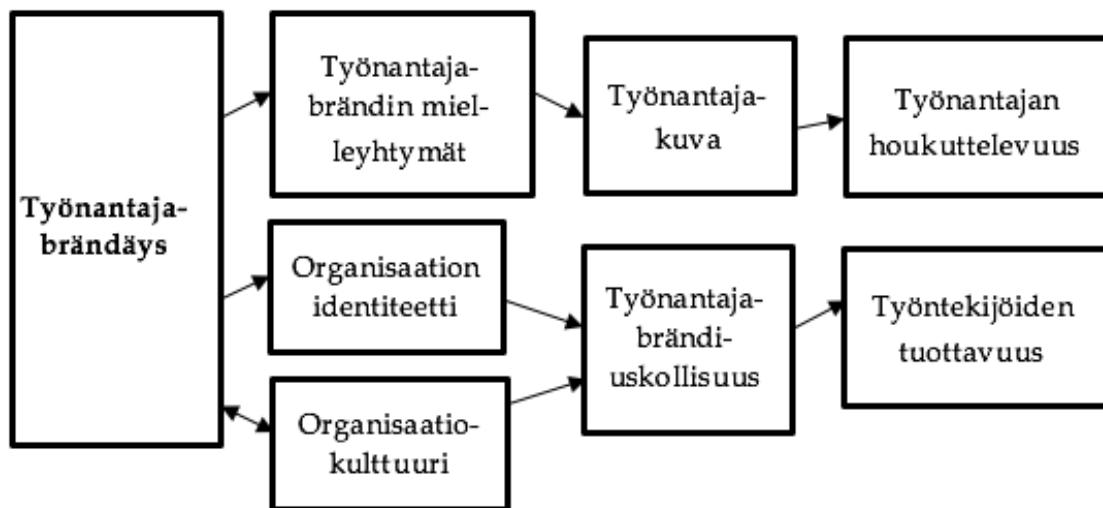 Työnantaja-
brändäys
Työnantaja-
brändin miel-
leyhtymät
Työnantaja-
kuva
Työnantajan
houkuttelevuus
Organisaation
identiteetti
Työnantaja-
brändi-
uskollisuus
Työntekijöiden
tuottavuus
Organisaatio-
kulttuuri